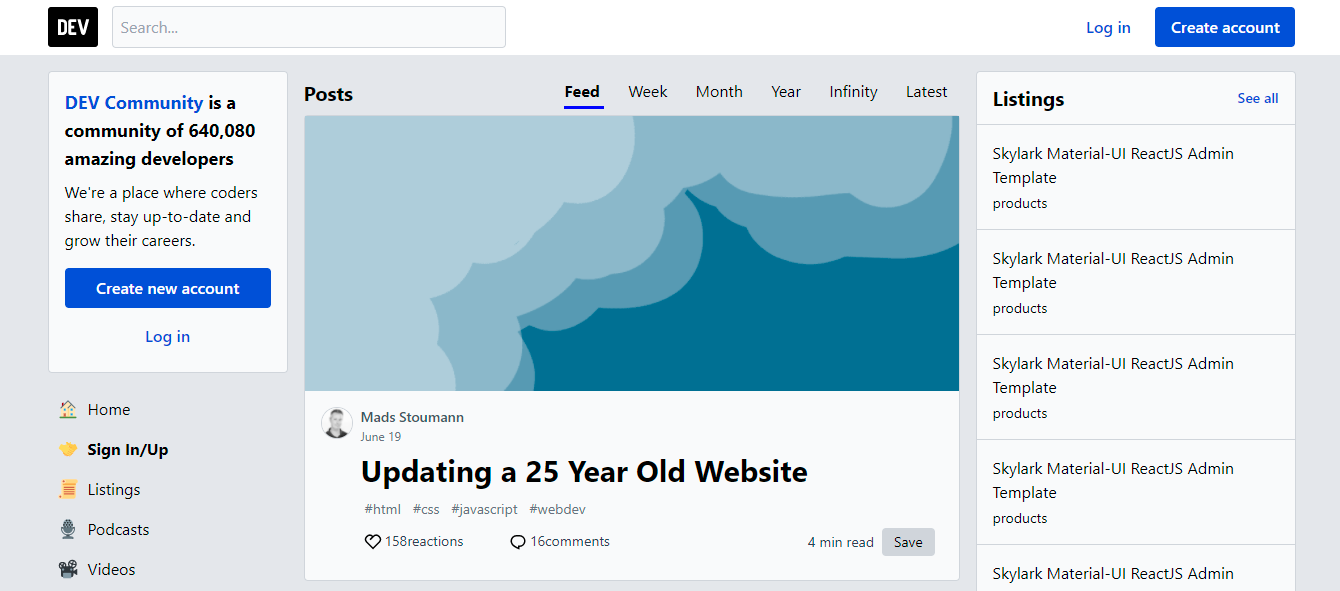 DEV
Search...
Log in
Create account
DEV Community is a
community of 640,080
amazing developers
We're a place where coders
share, stay up-to-date and
grow their careers.
Create new account
Log in
Home
Sign In/Up
Listings
Podcasts
Videos
Posts
Feed Week Month Year Infinity Latest
Mads Stoumann
June 19
Updating a 25 Year Old Website
#html #css #javascript #webdev
158reactions 16comments 4 min read Save
Listings See all
Skylark Material-UI ReactJS Admin
Template
products
Skylark Material-UI ReactJS Admin
Template
products
Skylark Material-UI ReactJS Admin
Template
products
Skylark Material-UI ReactJS Admin
Template
products
Skylark Material-UI ReactJS Admin